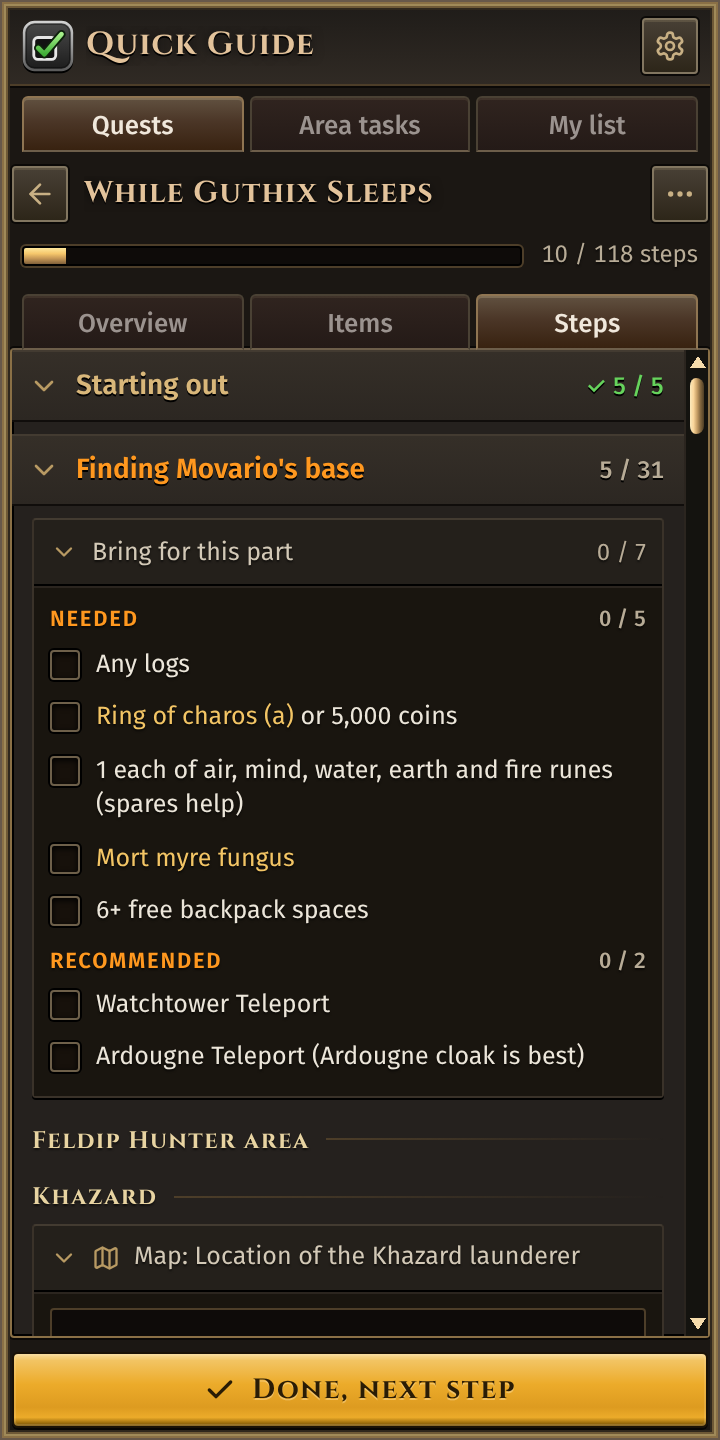 Quick Guide
Quests
Area tasks
My list
While Guthix Sleeps
10 / 118 steps
Overview
Items
Steps
Starting out
5 / 5
Finding Movario's base
5 / 31
Bring for this part
0 / 7
NEEDED
0 / 5
Any logs
Ring of charos (a) or 5,000 coins
1 each of air, mind, water, earth and fire runes
(spares help)
Mort myre fungus
6+ free backpack spaces
RECOMMENDED
0 / 2
Watchtower Teleport
Ardougne Teleport (Ardougne cloak is best)
Feldip Hunter area
Khazard
Map: Location of the Khazard launderer
Done, next step